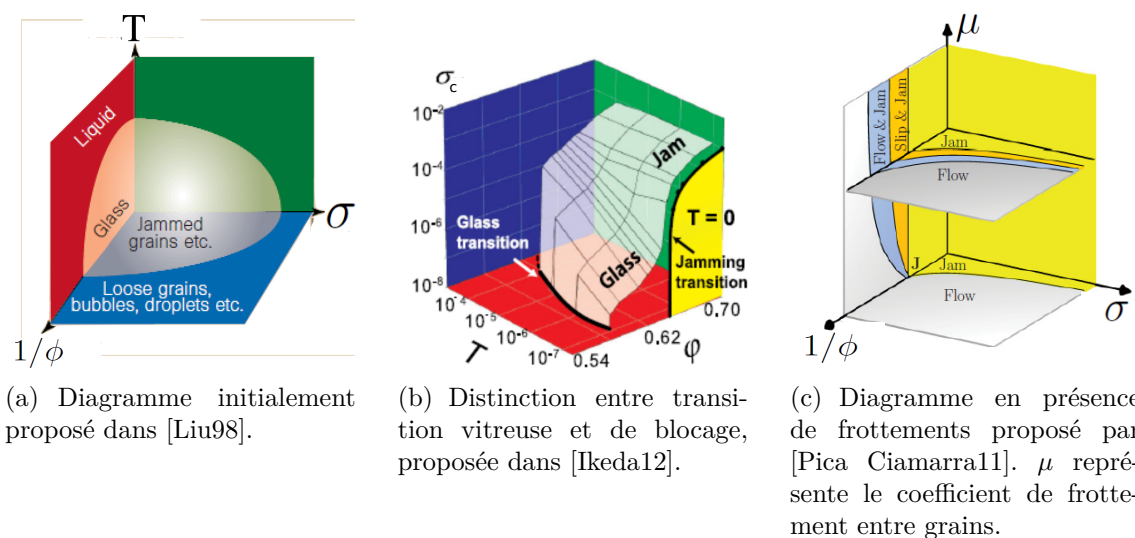 T
Liquid
Glass
Jammed
grains etc.
σ
Loose grains,
bubbles, droplets etc.
1/ϕ
(a) Diagramme initialement
proposé dans [Liu98].
σc
10-2
10-4
10-6
10-8
Jam
Glass
transition
Glass
T = 0
Jamming
transition
10-4
10-5
10-6
10-7
T
0.54
0.62
0.70
φ
(b) Distinction entre transi-
tion vitreuse et de blocage,
proposée dans [Ikeda12].
μ
Flow & Jam
Slip & Jam
Jam
Flow
J
Jam
Flow
σ
1/ϕ
(c) Diagramme en présence
de frottements proposé par
[Pica Ciamarra11]. μ repré-
sente le coefficient de frotte-
ment entre grains.